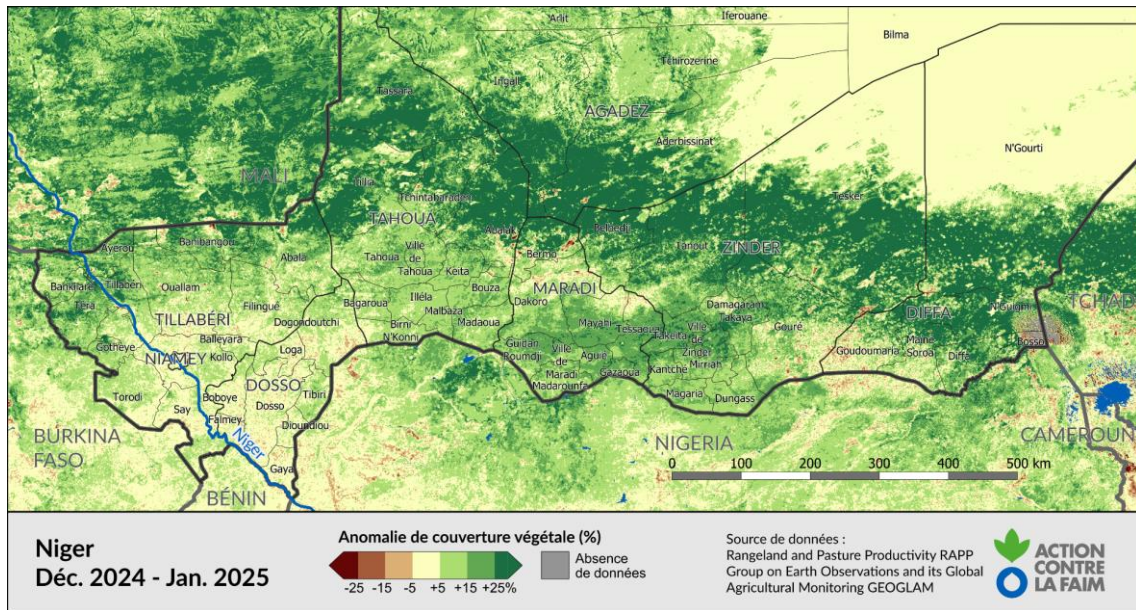 Arlit
Iferouane
Bilma
Tchirozerine
Ingall
Tassara
AGADEZ
Aderbissinat
N'Gourti
MALI
Tillia
Tchintabaraden
Tesker
TAHOUA
Abalak
Belbedji
Tanout
ZINDER
Ayerou
Banibangou
Abala
Ville
de
Tahoua
Tahoua
Keita
Bermo
Bankilaré
Tillabéri
Ouallam
Bouza
MARADI
Téra
Filingué
Bagaroua
Illéla
Dakoro
Damagaram
Takaya
DIFFA
N'Guigmi
TCHAD
TILLABÉRI
Dogondoutchi
Malbaza
Birni
N'Konni
Madaoua
Mayahi
Tessaoua
Takeita
Ville
de
Zinder
Gouré
Goudoumaria
Maïné
Soroa
Diffa
Bosso
Gotheye
Balleyara
NIAMEY
Kollo
Loga
Guidan
Roumdji
Ville
de
Maradi
Aguié
Gazaoua
Kantché
Mirriah
Torodi
DOSSO
Tibiri
Madarounfa
Magaria
Dungass
Say
Boboye
Dosso
Falmey
Dioundiou
BURKINA
FASO
Niger
NIGERIA
CAMEROUN
Gaya
BÉNIN
0 100 200 300 400 500 km
Niger
Déc. 2024 - Jan. 2025
Anomalie de couverture végétale (%)
-25 -15 -5 +5 +15 +25%
Absence
de données
Source de données :
Rangeland and Pasture Productivity RAPP
Group on Earth Observations and its Global
Agricultural Monitoring GEOGLAM
ACTION
CONTRE
LA FAIM